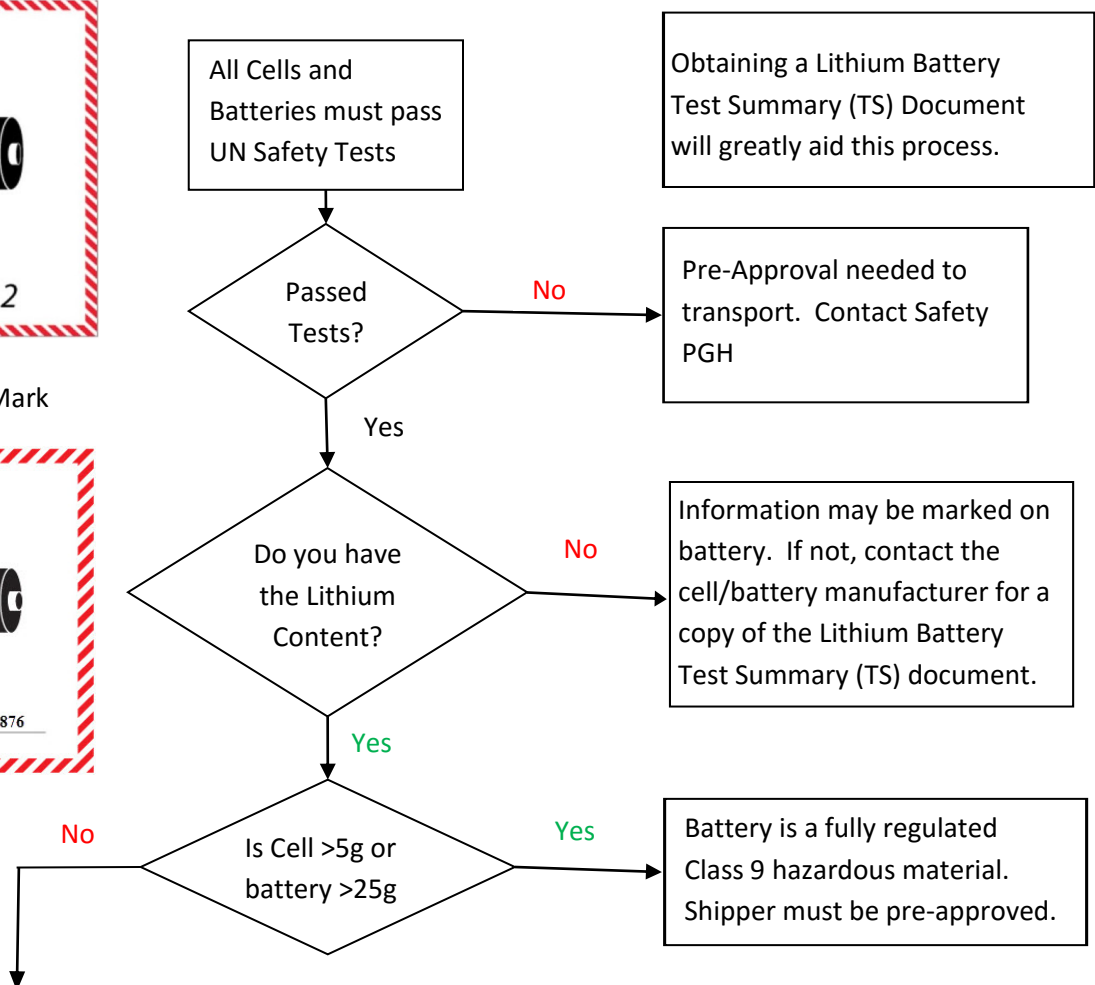 All Cells and
Batteries must pass
UN Safety Tests
Obtaining a Lithium Battery
Test Summary (TS) Document
will greatly aid this process.
2
Passed
Tests?
No
Pre-Approval needed to
transport. Contact Safety
PGH
Mark
Yes
Do you have
the Lithium
Content?
No
Information may be marked on
battery. If not, contact the
cell/battery manufacturer for a
copy of the Lithium Battery
Test Summary (TS) document.
876
Yes
No
Is Cell >5g or
battery >25g
Yes
Battery is a fully regulated
Class 9 hazardous material.
Shipper must be pre-approved.